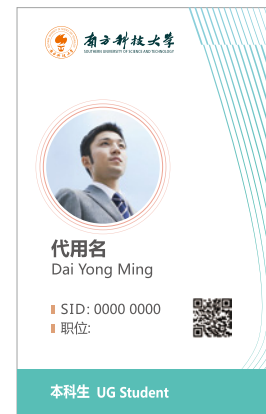 南方科技大学
SOUTHERN UNIVERSITY OF SCIENCE AND TECHNOLOGY
代用名
Dai Yong Ming
SID: 0000 0000
职位:
本科生 UG Student